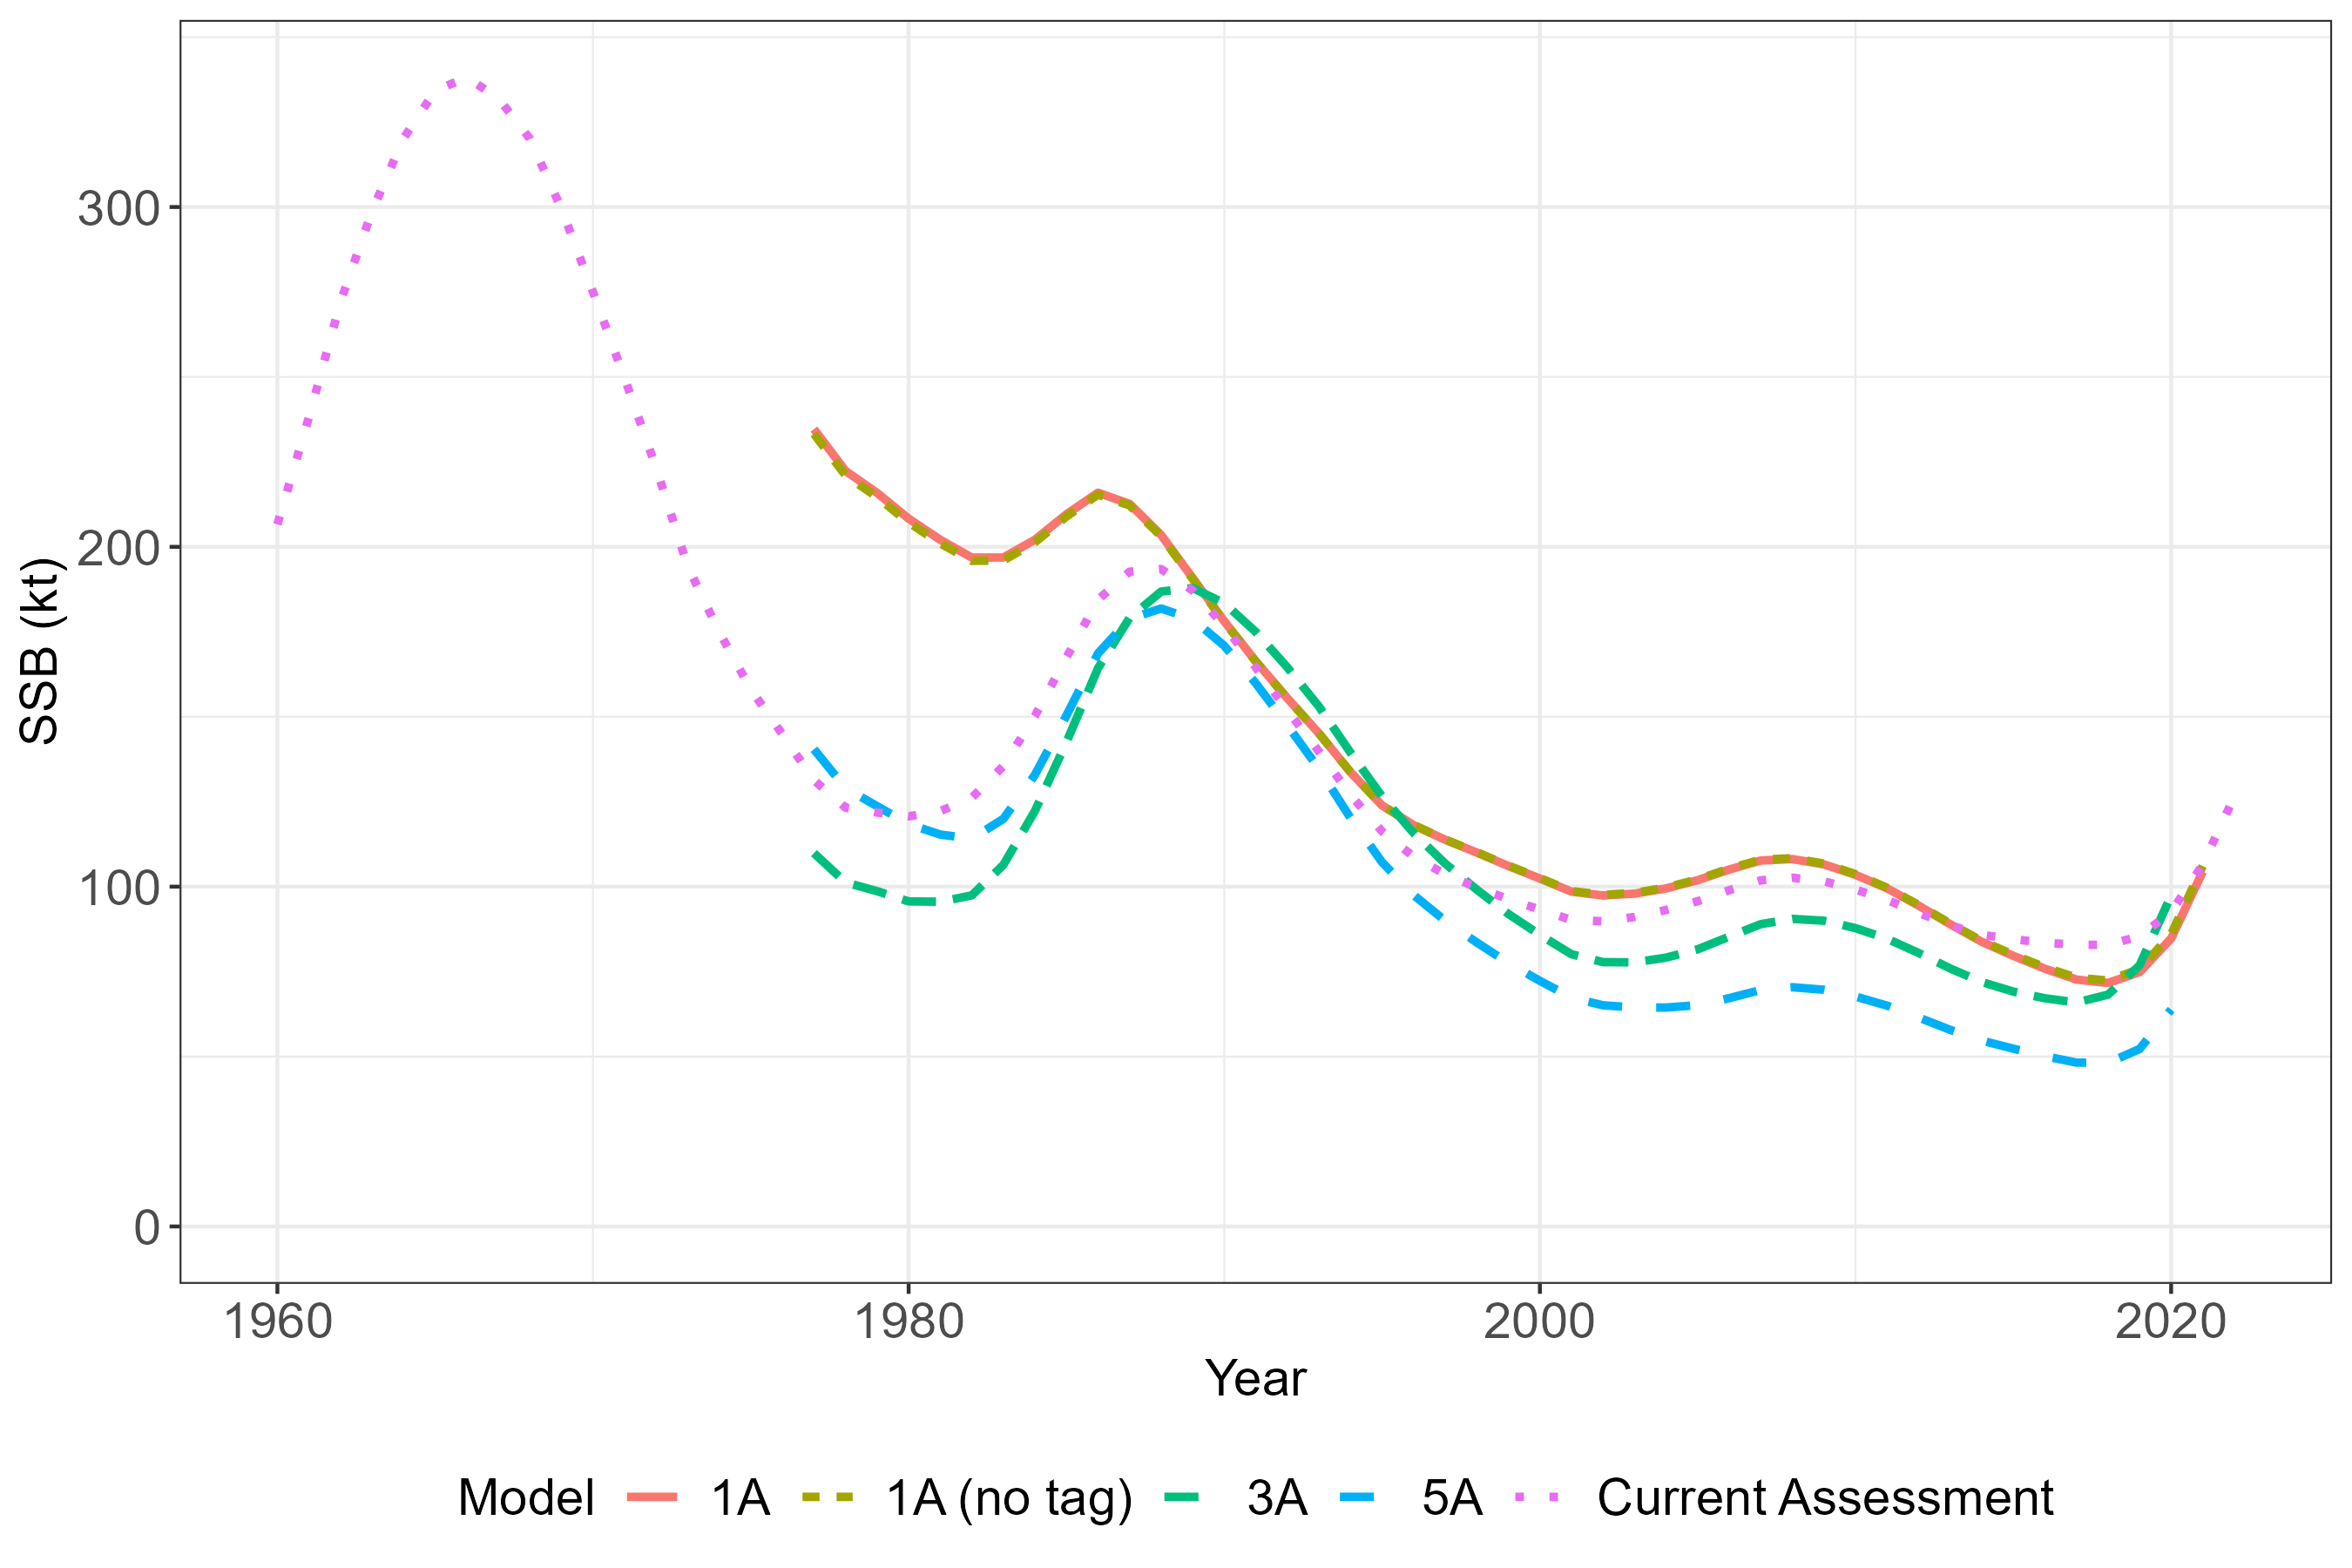 SSB (kt)
300
200
100
0
1960 1980 2000 2020
Year
Model 1A 1A (no tag) 3A 5A Current Assessment